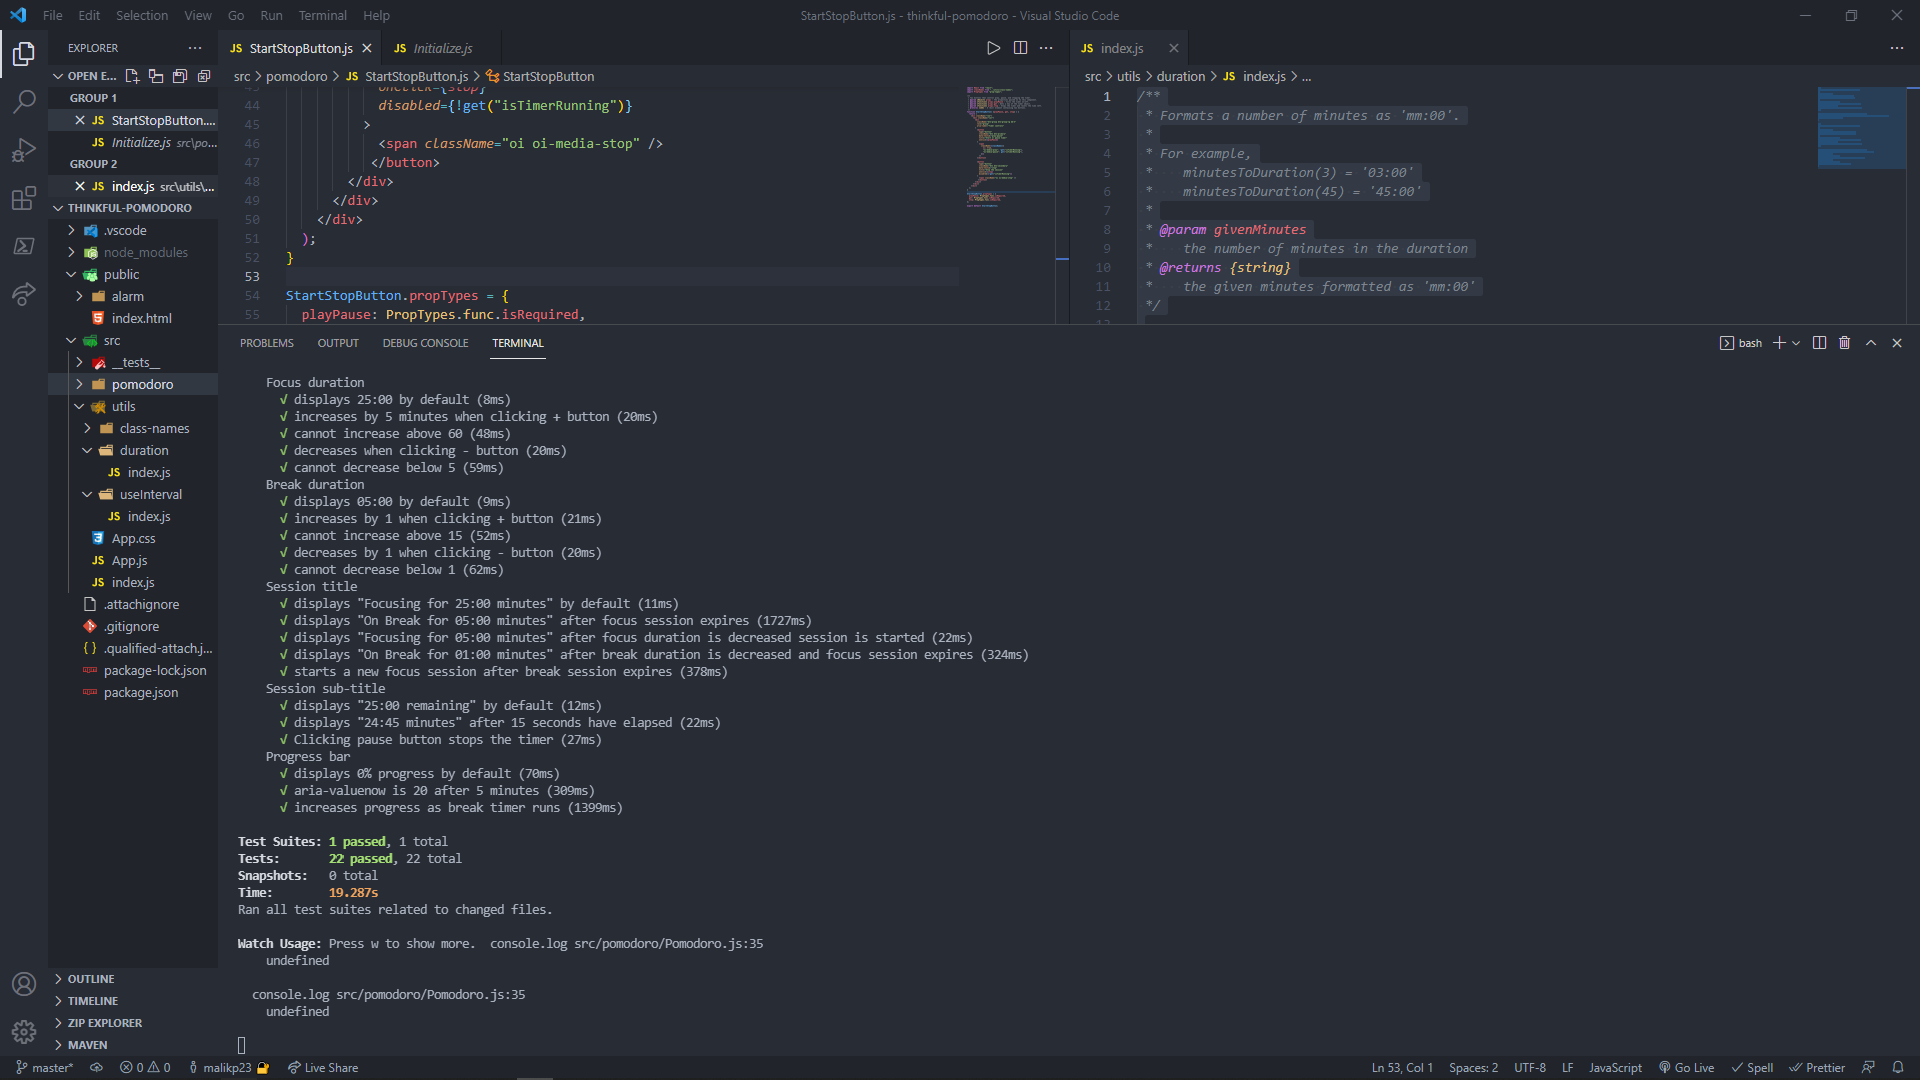 File Edit Selection View Go Run Terminal Help
StartStopButton.js - thinkful-pomodoro - Visual Studio Code
EXPLORER
OPEN E...
GROUP 1
JS StartStopButton....
JS Initialize.js src\po...
GROUP 2
JS index.js src\utils\...
THINKFUL-POMODORO
.vscode
node_modules
public
alarm
index.html
src
__tests__
pomodoro
utils
class-names
duration
JS index.js
useInterval
JS index.js
App.css
JS App.js
JS index.js
.attachignore
.gitignore
{ } .qualified-attach.j...
package-lock.json
package.json
OUTLINE
TIMELINE
ZIP EXPLORER
MAVEN
JS StartStopButton.js JS Initialize.js
src > pomodoro > JS StartStopButton.js > StartStopButton
43 onClick={stop}
44 disabled={!get("isTimerRunning")}
45 >
46 <span className="oi oi-media-stop" />
47 </button>
48 </div>
49 </div>
50 </div>
51 );
52 }
53
54 StartStopButton.propTypes = {
55 playPause: PropTypes.func.isRequired,
JS index.js
src > utils > duration > JS index.js > ...
1 /**
2 * Formats a number of minutes as 'mm:00'.
3 *
4 * For example,
5 * minutesToDuration(3) = '03:00'
6 * minutesToDuration(45) = '45:00'
7 *
8 * @param givenMinutes
9 * the number of minutes in the duration
10 * @returns {string}
11 * the given minutes formatted as 'mm:00'
12 */
13
PROBLEMS OUTPUT DEBUG CONSOLE TERMINAL
bash
Focus duration
√ displays 25:00 by default (8ms)
√ increases by 5 minutes when clicking + button (20ms)
√ cannot increase above 60 (48ms)
√ decreases when clicking - button (20ms)
√ cannot decrease below 5 (59ms)
Break duration
√ displays 05:00 by default (9ms)
√ increases by 1 when clicking + button (21ms)
√ cannot increase above 15 (52ms)
√ decreases by 1 when clicking - button (20ms)
√ cannot decrease below 1 (62ms)
Session title
√ displays "Focusing for 25:00 minutes" by default (11ms)
√ displays "On Break for 05:00 minutes" after focus session expires (1727ms)
√ displays "Focusing for 05:00 minutes" after focus duration is decreased session is started (22ms)
√ displays "On Break for 01:00 minutes" after break duration is decreased and focus session expires (324ms)
√ starts a new focus session after break session expires (378ms)
Session sub-title
√ displays "25:00 remaining" by default (12ms)
√ displays "24:45 minutes" after 15 seconds have elapsed (22ms)
√ Clicking pause button stops the timer (27ms)
Progress bar
√ displays 0% progress by default (70ms)
√ aria-valuenow is 20 after 5 minutes (309ms)
√ increases progress as break timer runs (1399ms)
Test Suites: 1 passed, 1 total
Tests: 22 passed, 22 total
Snapshots: 0 total
Time: 19.287s
Ran all test suites related to changed files.
Watch Usage: Press w to show more. console.log src/pomodoro/Pomodoro.js:35
undefined
console.log src/pomodoro/Pomodoro.js:35
undefined
master* 0 0 malikp23 Live Share
Ln 53, Col 1 Spaces: 2 UTF-8 LF JavaScript Go Live Spell Prettier